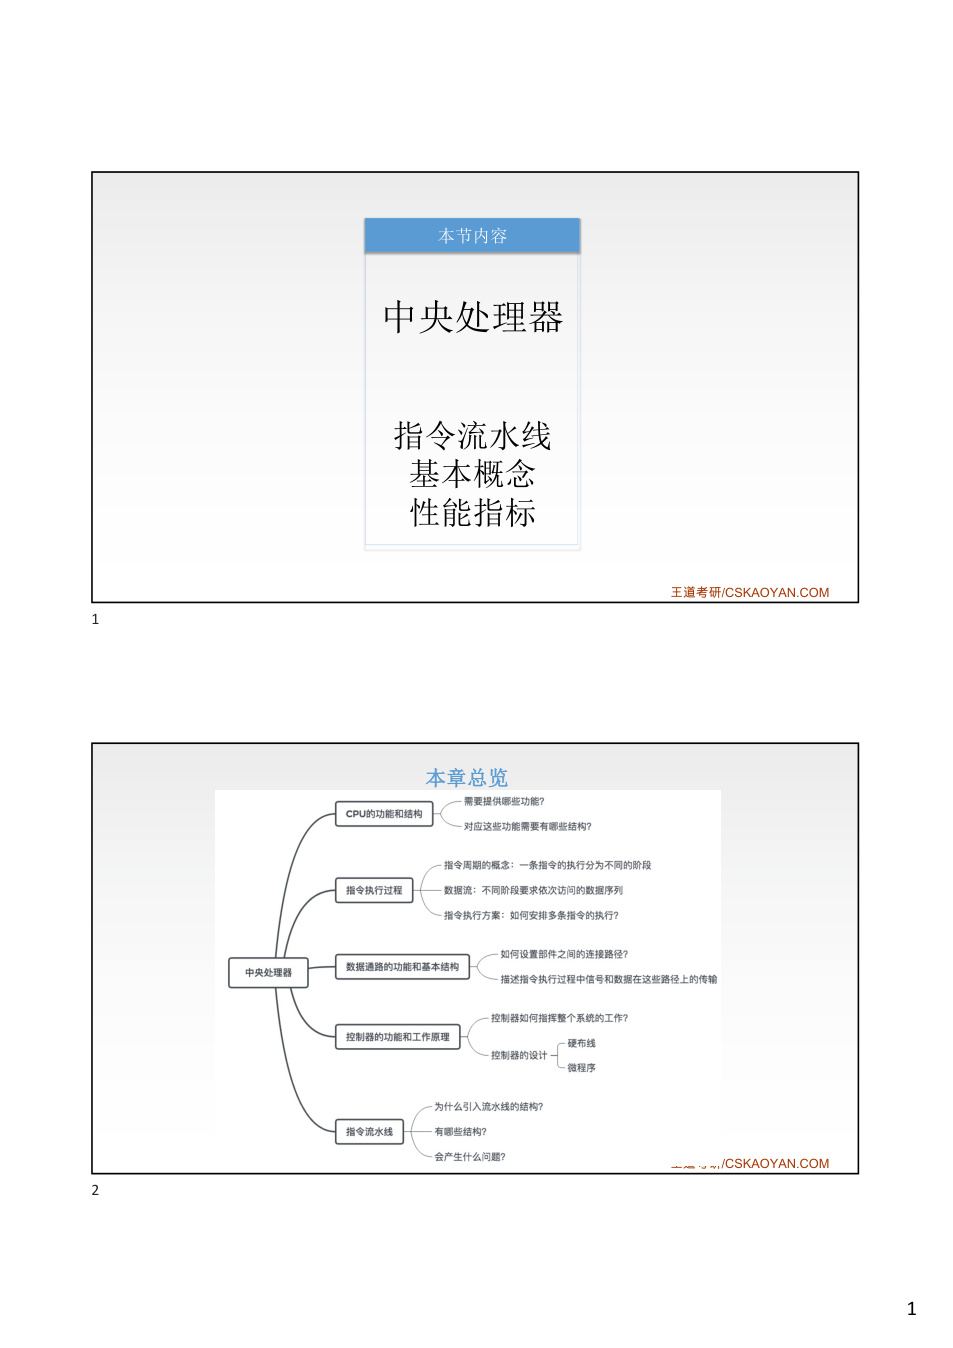 本节内容
中央处理器
指令流水线
基本概念
性能指标
王道考研/CSKAOYAN.COM
1
本章总览
需要提供哪些功能?
CPU的功能和结构
对应这些功能需要有哪些结构?
指令周期的概念：一条指令的执行分为不同的阶段
指令执行过程
数据流：不同阶段要求依次访问的数据序列
指令执行方案：如何安排多条指令的执行?
如何设置部件之间的连接路径?
数据通路的功能和基本结构
描述指令执行过程中信号和数据在这些路径上的传输
中央处理器
控制器如何指挥整个系统的工作?
控制器的功能和工作原理
硬布线
控制器的设计
微程序
为什么引入流水线的结构?
指令流水线
有哪些结构?
会产生什么问题?
/CSKAOYAN.COM
2
1